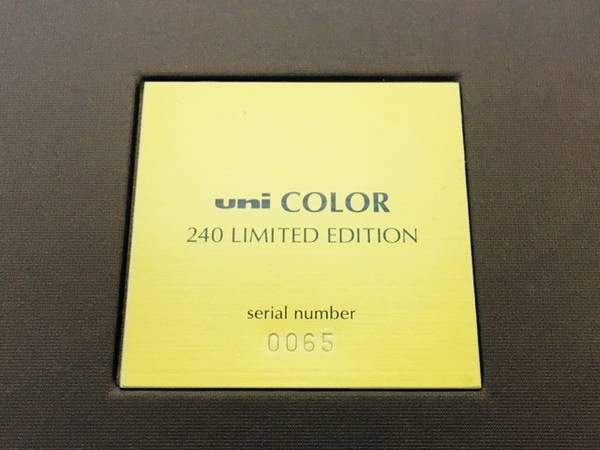 uni COLOR
240 LIMITED EDITION
serial number
0065